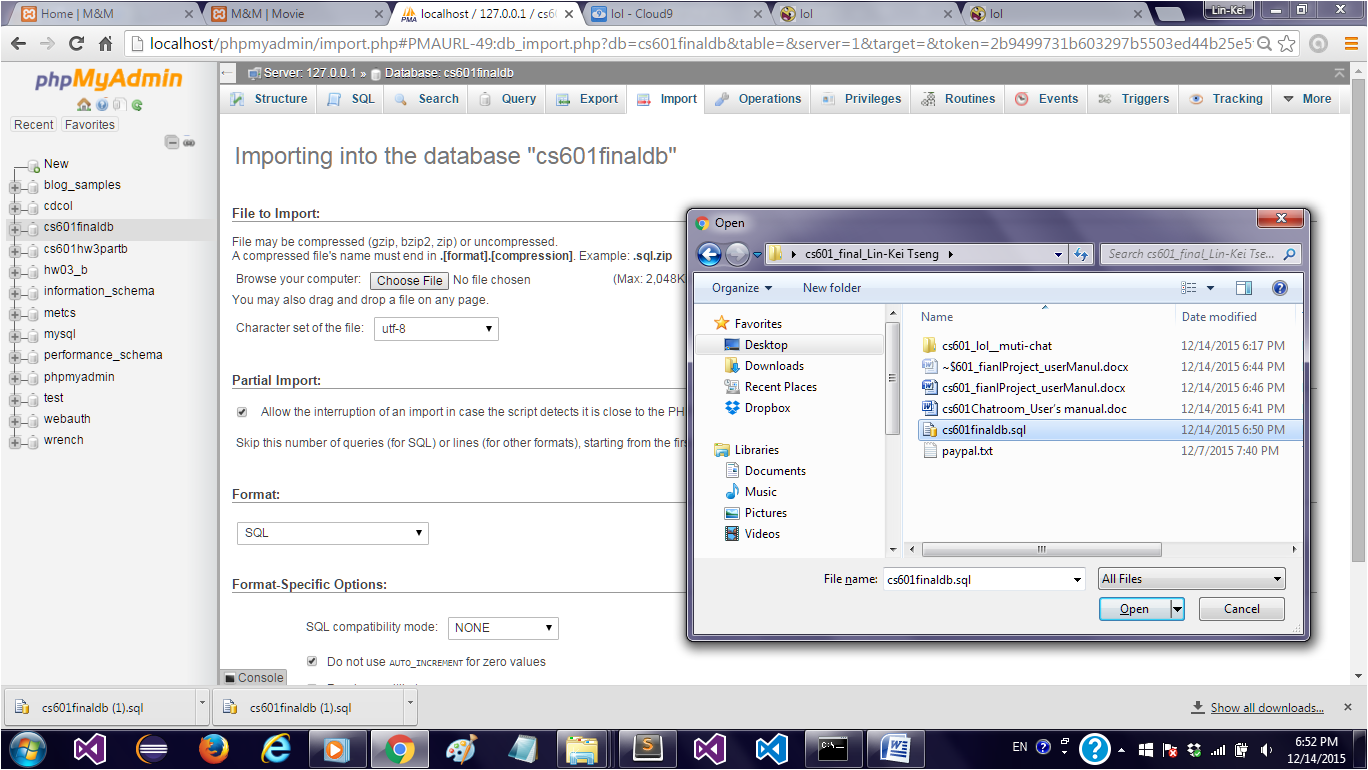 Home | M&M
M&M | Movie
localhost / 127.0.0.1 / cs6
lol - Cloud9
lol
lol
Lin-Kei
localhost/phpmyadmin/import.php#PMAURL-49:db_import.php?db=cs601finaldb&table=&server=1&target=&token=2b9499731b603297b5503ed44b25e5
phpMyAdmin
Recent Favorites
New
blog_samples
cdcol
cs601finaldb
cs601hw3partb
hw03_b
information_schema
metcs
mysql
performance_schema
phpmyadmin
test
webauth
wrench
Server: 127.0.0.1 » Database: cs601finaldb
Structure SQL Search Query Export Import Operations Privileges Routines Events Triggers Tracking More
Importing into the database "cs601finaldb"
File to Import:
File may be compressed (gzip, bzip2, zip) or uncompressed.
A compressed file's name must end in .[format].[compression]. Example: .sql.zip
Browse your computer: Choose File No file chosen (Max: 2,048K
You may also drag and drop a file on any page.
Character set of the file: utf-8
Partial Import:
Allow the interruption of an import in case the script detects it is close to the PH
Skip this number of queries (for SQL) or lines (for other formats), starting from the firs
Format:
SQL
Format-Specific Options:
SQL compatibility mode: NONE
Do not use AUTO_INCREMENT for zero values
Console
Open
cs601_final_Lin-Kei Tseng
Search cs601_final_Lin-Kei Tse...
Organize New folder
Favorites
Desktop
Downloads
Recent Places
Dropbox
Libraries
Documents
Music
Pictures
Videos
Name Date modified
cs601_lol__muti-chat 12/14/2015 6:17 PM
~$601_fianlProject_userManul.docx 12/14/2015 6:44 PM
cs601_fianlProject_userManul.docx 12/14/2015 6:46 PM
cs601Chatroom_User's manual.doc 12/14/2015 6:41 PM
cs601finaldb.sql 12/14/2015 6:50 PM
paypal.txt 12/7/2015 7:40 PM
File name: cs601finaldb.sql All Files
Open Cancel
cs601finaldb (1).sql
cs601finaldb (1).sql
Show all downloads...
EN
6:52 PM
12/14/2015